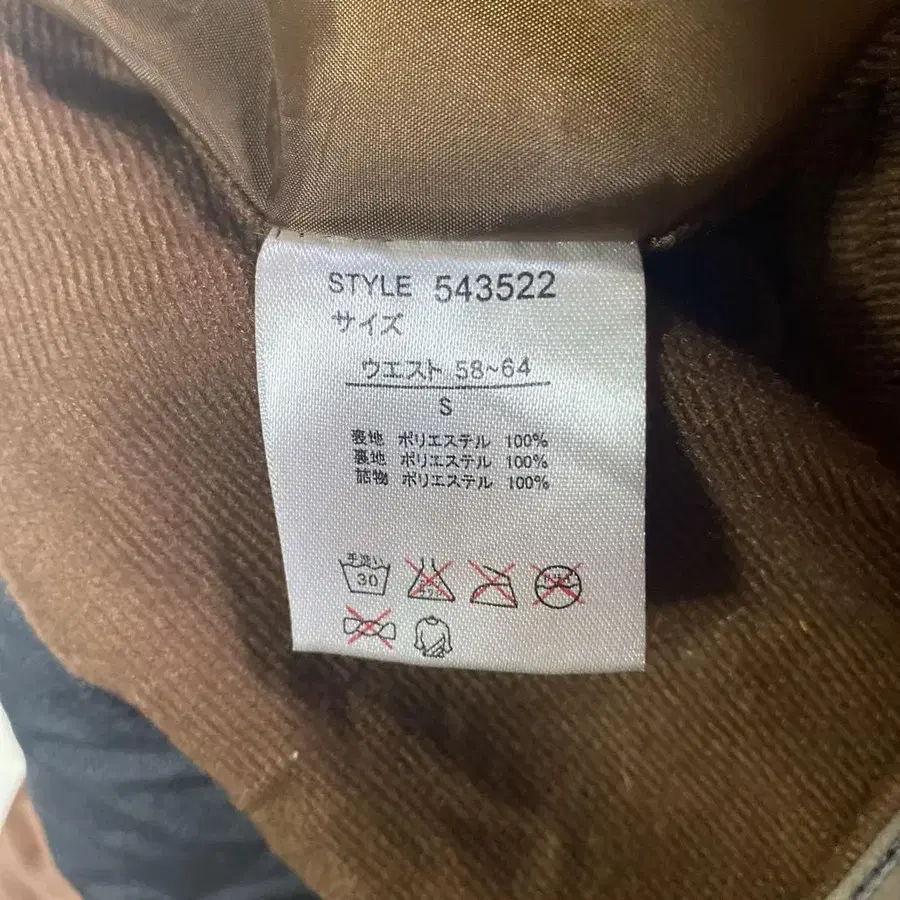 STYLE 543522
サイズ
ウエスト 58~64
S
表地 ポリエステル 100%
裏地 ポリエステル 100%
詰物 ポリエステル 100%
手洗い
30